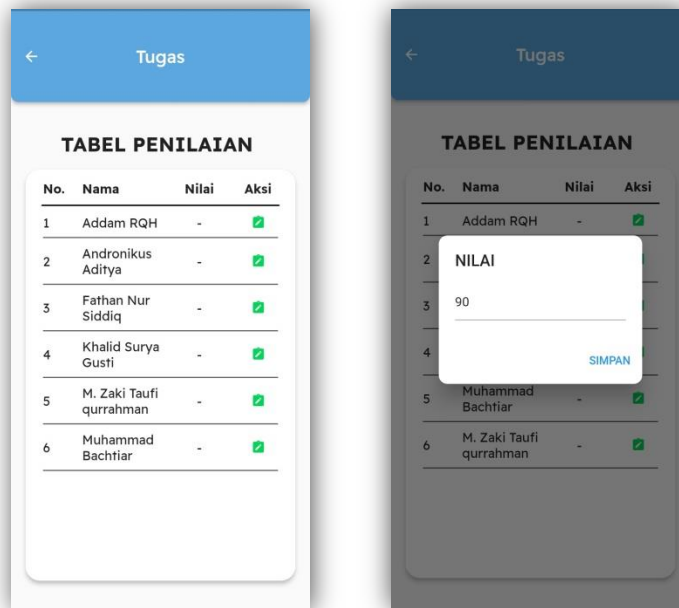 Tugas
TABEL PENILAIAN
No. Nama Nilai Aksi
1 Addam RQH -
2 Andronikus Aditya -
3 Fathan Nur Siddiq -
4 Khalid Surya Gusti -
5 M. Zaki Taufi qurrahman -
6 Muhammad Bachtiar -
Tugas
TABEL PENILAIAN
No. Nama Nilai Aksi
1 Addam RQH -
2
NILAI
3
90
4
SIMPAN
5 Muhammad Bachtiar -
6 M. Zaki Taufi qurrahman -